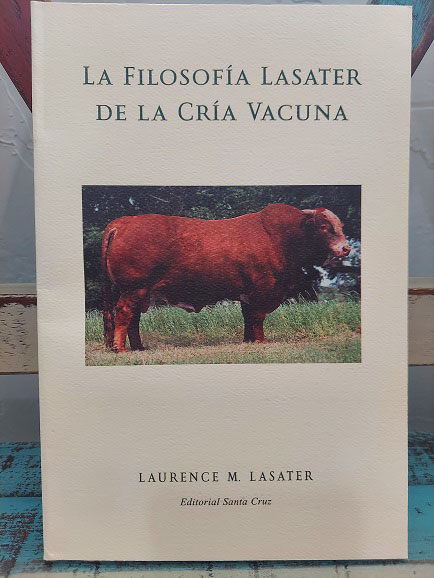 La Filosofía Lasater
de la Cría Vacuna
Laurence M. Lasater
Editorial Santa Cruz